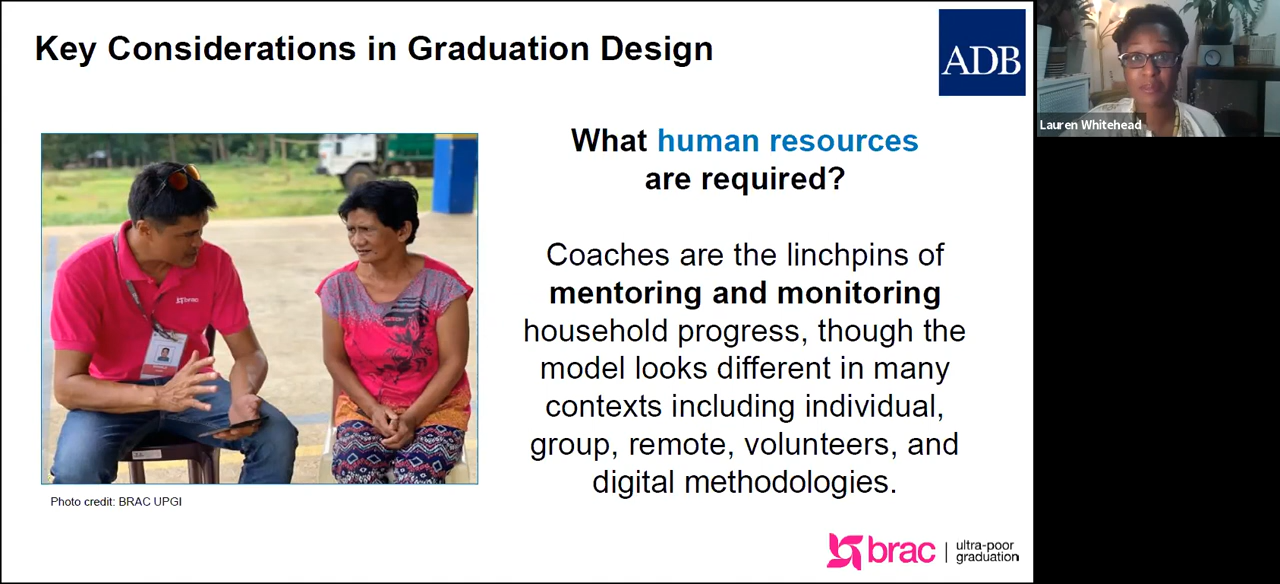 Key Considerations in Graduation Design
ADB
Lauren Whitehead
What human resources
are required?
brac
Coaches are the linchpins of
mentoring and monitoring
household progress, though the
model looks different in many
contexts including individual,
group, remote, volunteers, and
digital methodologies.
Photo credit: BRAC UPGI
brac
ultra-poor
graduation